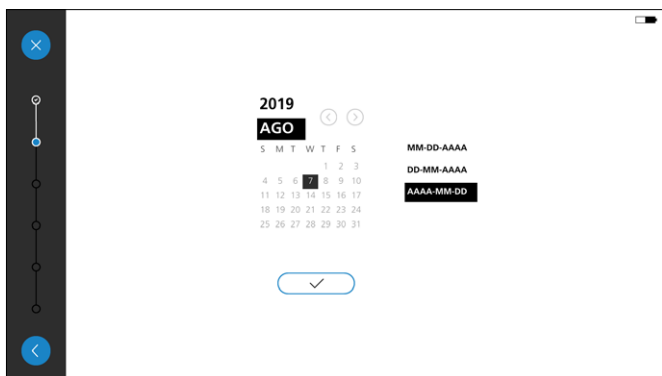 2019
AGO
S M T W T F S
1 2 3
4 5 6 7 8 9 10
11 12 13 14 15 16 17
18 19 20 21 22 23 24
25 26 27 28 29 30 31
MM-DD-AAAA
DD-MM-AAAA
AAAA-MM-DD